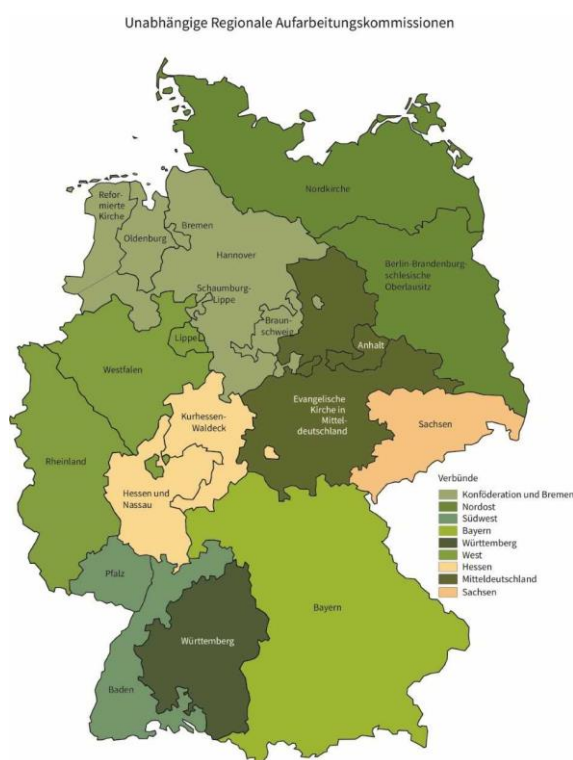 Unabhängige Regionale Aufarbeitungskommissionen
Nordkirche
Refor-
mierte
Kirche
Bremen
Oldenburg
Hannover
Berlin-Brandenburg-
schlesische
Oberlausitz
Schaumburg-
Lippe
Braun-
schweig
Lippe
Anhalt
Westfalen
Evangelische
Kirche in
Mittel-
deutschland
Kurhessen-
Waldeck
Sachsen
Rheinland
Hessen und
Nassau
Verbünde
Konföderation und Bremen
Nordost
Südwest
Bayern
Württemberg
West
Hessen
Mitteldeutschland
Sachsen
Pfalz
Bayern
Württemberg
Baden